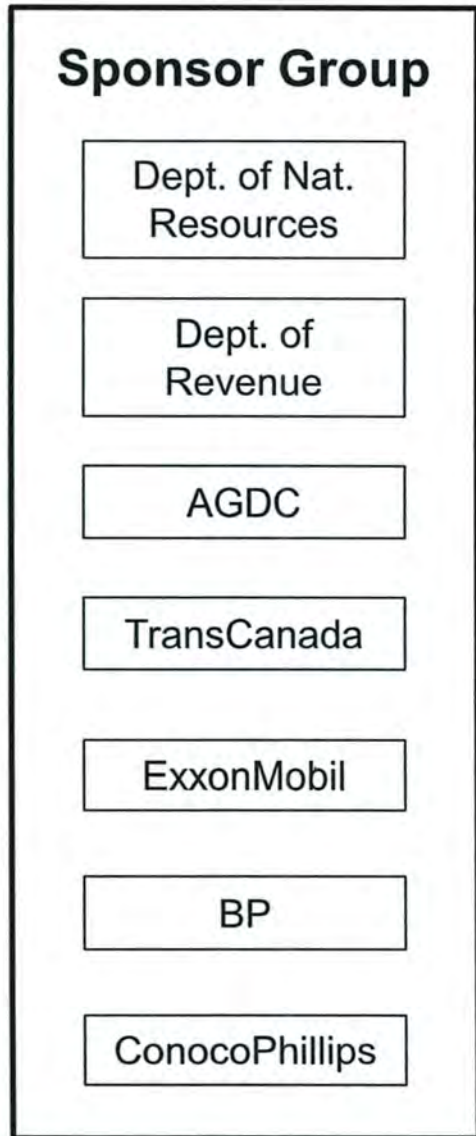 Sponsor Group
Dept. of Nat.
Resources
Dept. of
Revenue
AGDC
TransCanada
ExxonMobil
BP
ConocoPhillips